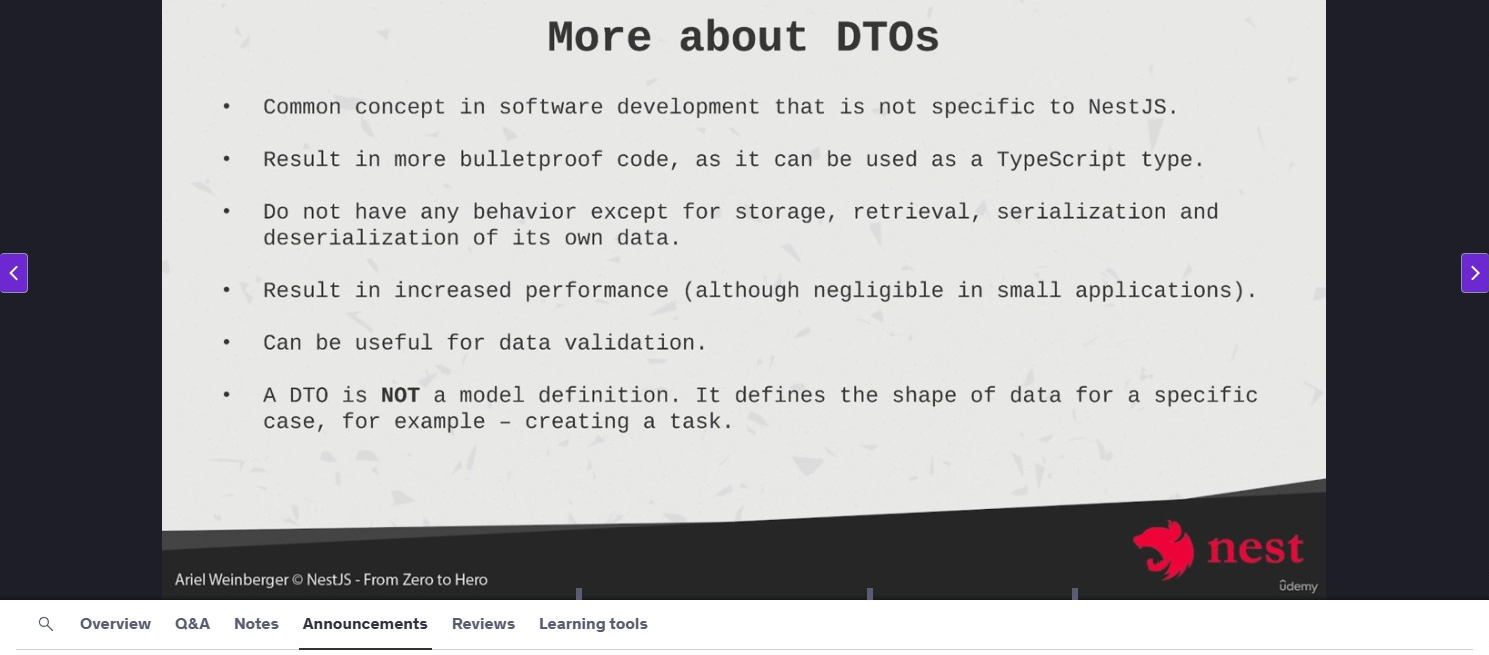 More about DTOs
• Common concept in software development that is not specific to NestJS.
• Result in more bulletproof code, as it can be used as a TypeScript type.
• Do not have any behavior except for storage, retrieval, serialization and
deserialization of its own data.
• Result in increased performance (although negligible in small applications).
• Can be useful for data validation.
• A DTO is NOT a model definition. It defines the shape of data for a specific
case, for example – creating a task.
nest
Ariel Weinberger © NestJS - From Zero to Hero
ûdemy
Overview Q&A Notes Announcements Reviews Learning tools